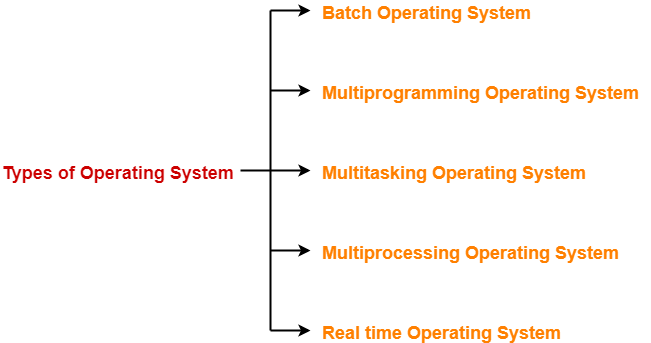 Batch Operating System
Multiprogramming Operating System
Types of Operating System
Multitasking Operating System
Multiprocessing Operating System
Real time Operating System